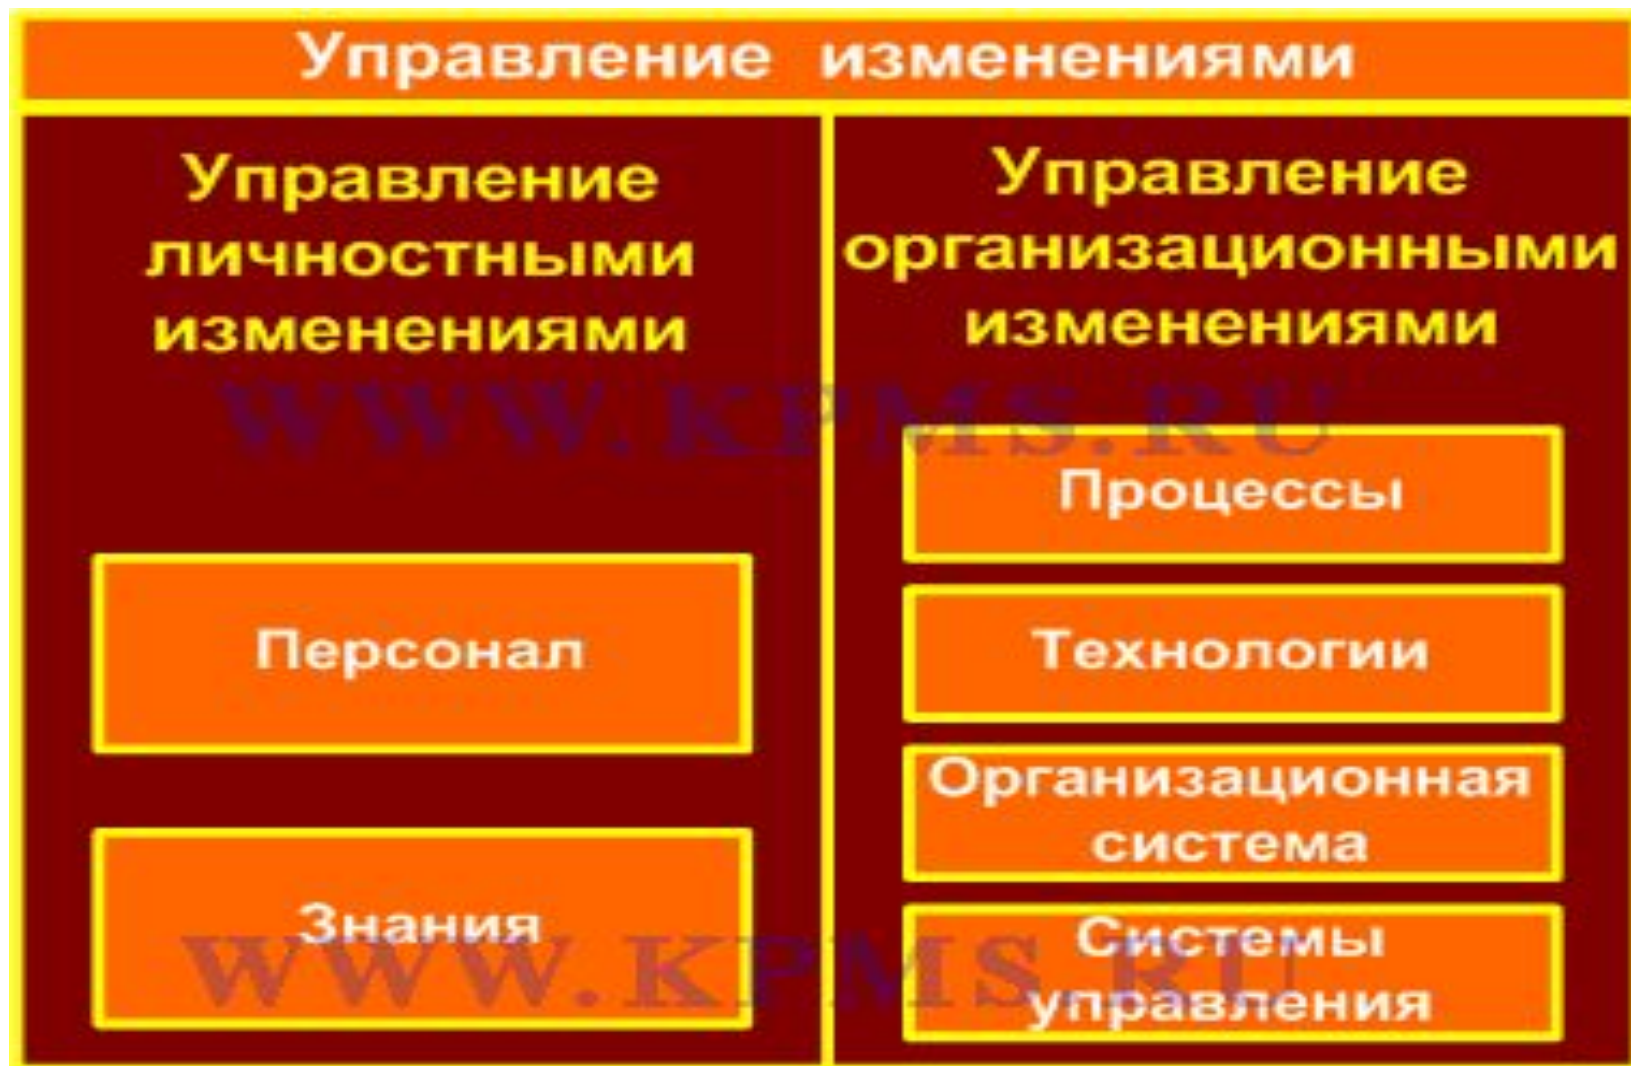 Управление изменениями
Управление
личностными
изменениями
Персонал
Знания
Управление
организационными
изменениями
Процессы
Технологии
Организационная
система
Системы
управления
WWW.KPMS.RU
WWW.KPMS.RU